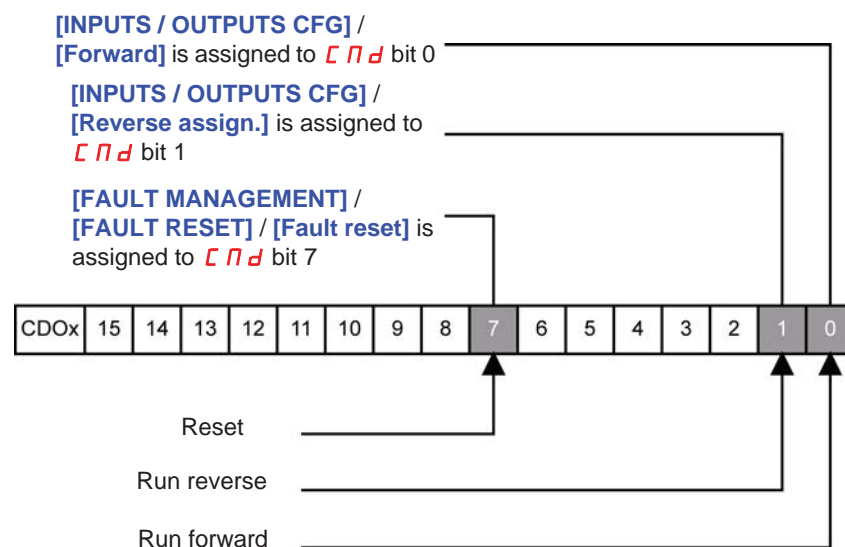 [INPUTS / OUTPUTS CFG] /
[Forward] is assigned to CMd bit 0
[INPUTS / OUTPUTS CFG] /
[Reverse assign.] is assigned to
CMd bit 1
[FAULT MANAGEMENT] /
[FAULT RESET] / [Fault reset] is
assigned to CMd bit 7
CDOx 15 14 13 12 11 10 9 8 7 6 5 4 3 2 1 0
Reset
Run reverse
Run forward